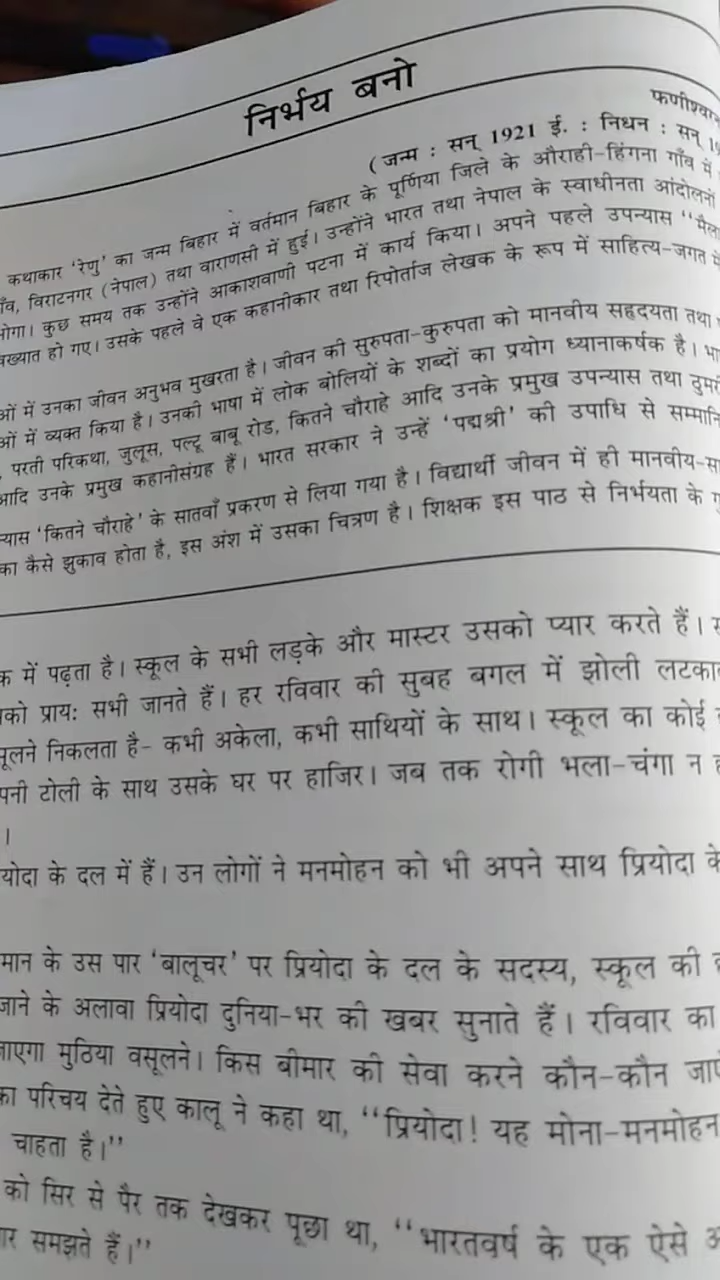 निर्भय बनो
फणीश्वर
(जन्म : सन् 1921 ई. : निधन : सन्
कथाकार 'रेणु' का जन्म बिहार में वर्तमान बिहार के पूर्णिया जिले के औराही-हिंगना गाँव में
विराटनगर (नेपाल) तथा वाराणसी में हुई। उन्होंने भारत तथा नेपाल के स्वाधीनता आंदोलनों
कुछ समय तक उन्होंने आकाशवाणी पटना में कार्य किया। अपने पहले उपन्यास "मैला
हो गए। उसके पहले वे एक कहानीकार तथा रिपोर्ताज लेखक के रूप में साहित्य-जगत
ओं में उनका जीवन अनुभव मुखरता है। जीवन की सुरुपता-कुरुपता को मानवीय सहृदयता तथा
ओं में व्यक्त किया है। उनकी भाषा में लोक बोलियों के शब्दों का प्रयोग ध्यानाकर्षक है।
परती परिकथा, जुलूस, पल्टू बाबू रोड, कितने चौराहे आदि उनके प्रमुख उपन्यास तथा
आदि उनके प्रमुख कहानीसंग्रह हैं। भारत सरकार ने उन्हें 'पद्मश्री' की उपाधि से
न्यास 'कितने चौराहे' के सातवाँ प्रकरण से लिया गया है। विद्यार्थी जीवन में ही मानवीय-
का कैसे झुकाव होता है, इस अंश में उसका चित्रण है। शिक्षक इस पाठ से निर्भयता के
क में पढ़ता है। स्कूल के सभी लड़के और मास्टर उसको प्यार करते हैं।
को प्रायः सभी जानते हैं। हर रविवार की सुबह बगल में झोली
निकलता है- कभी अकेला, कभी साथियों के साथ। स्कूल का कोई
पनी टोली के साथ उसके घर पर हाजिर। जब तक रोगी भला-चंगा न
।
योदा के दल में हैं। उन लोगों ने मनमोहन को भी अपने साथ प्रियोदा के
मान के उस पार 'बालूचर' पर प्रियोदा के दल के सदस्य, स्कूल की
जाने के अलावा प्रियोदा दुनिया-भर की खबर सुनाते हैं। रविवार का
जाएगा मुठिया वसूलने। किस बीमार की सेवा करने कौन-कौन
का परिचय देते हुए कालू ने कहा था, "प्रियोदा! यह मोना-मनमोहन
चाहता है।"
को सिर से पैर तक देखकर पूछा था, "भारतवर्ष के एक ऐसे
समझते हैं।"